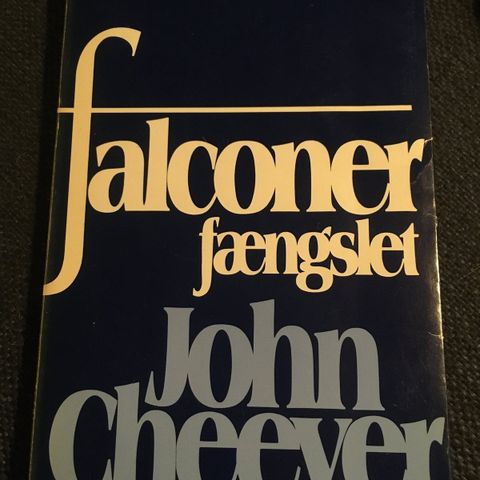 falconer
fængslet
John
Cheever